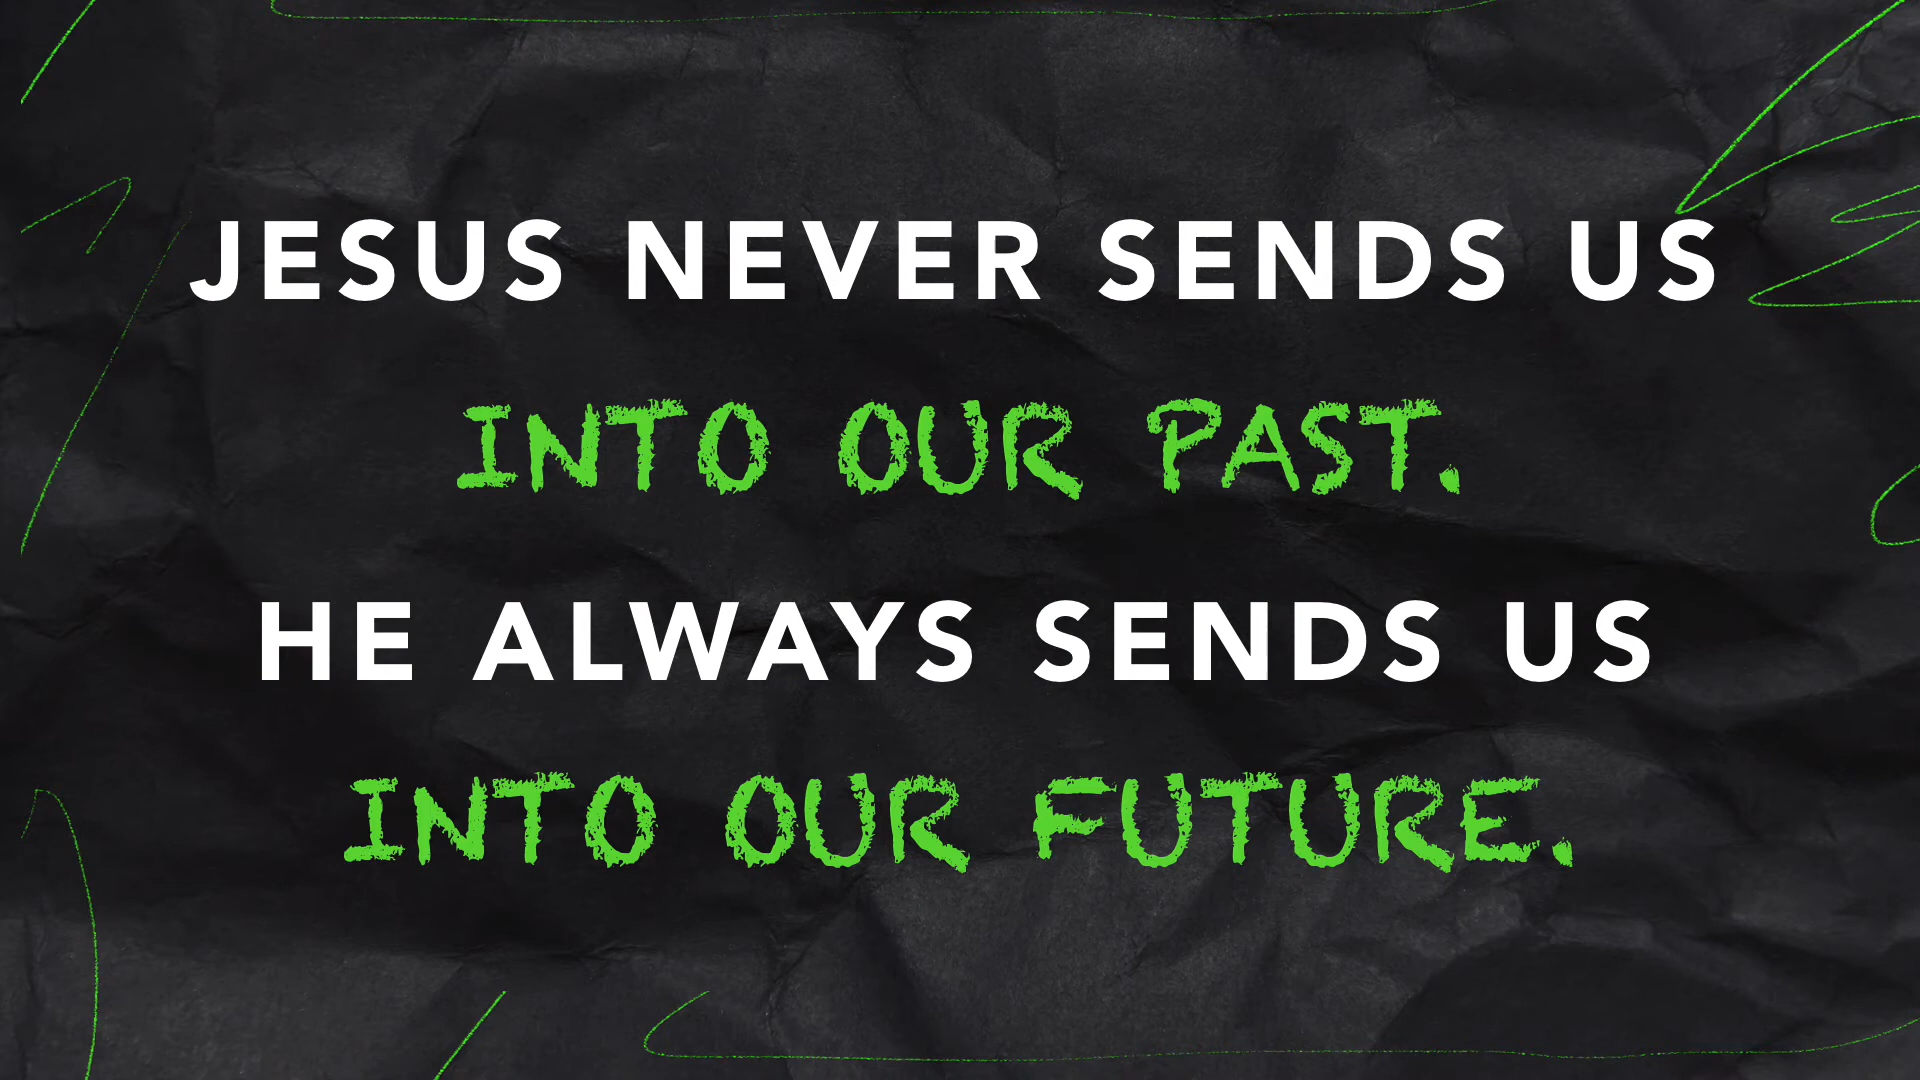 JESUS NEVER SENDS US
INTO OUR PAST.
HE ALWAYS SENDS US
INTO OUR FUTURE.